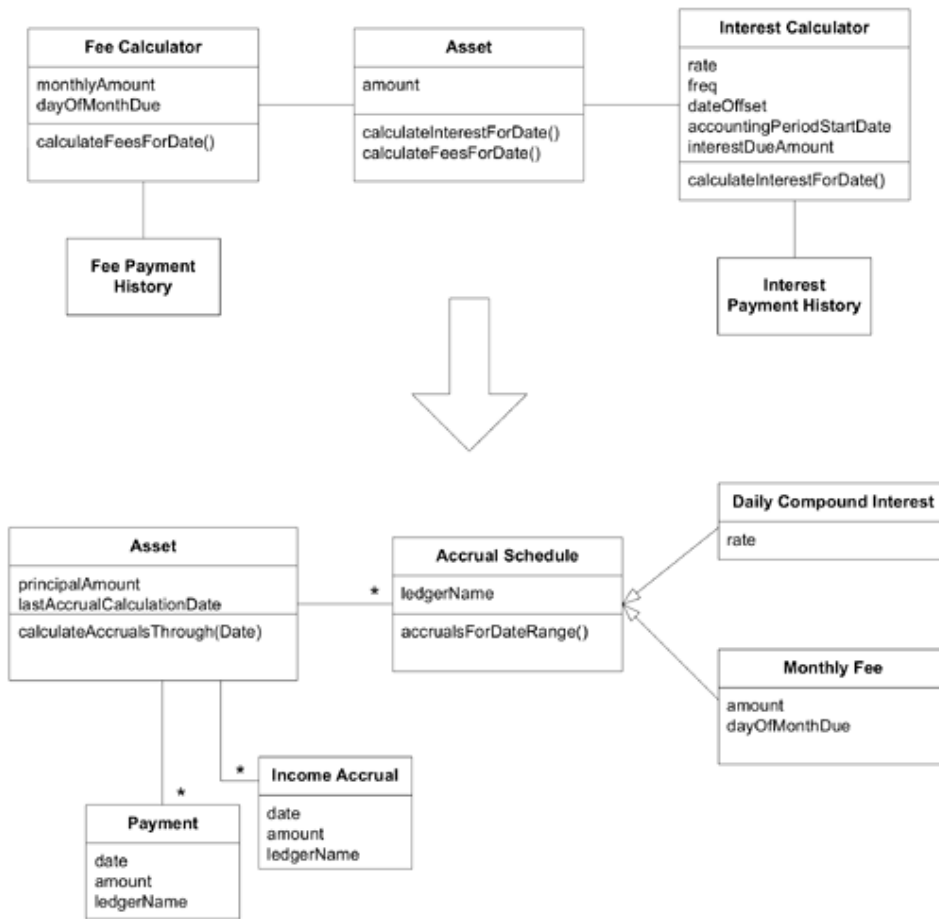 Fee Calculator
monthlyAmount
dayOfMonthDue
calculateFeesForDate()
Asset
amount
calculateInterestForDate()
calculateFeesForDate()
Interest Calculator
rate
freq
dateOffset
accountingPeriodStartDate
interestDueAmount
calculateInterestForDate()
Fee Payment
History
Interest
Payment History
Asset
principalAmount
lastAccrualCalculationDate
calculateAccrualsThrough(Date)
*
Accrual Schedule
ledgerName
accrualsForDateRange()
Daily Compound Interest
rate
Monthly Fee
amount
dayOfMonthDue
*
Payment
date
amount
ledgerName
*
Income Accrual
date
amount
ledgerName